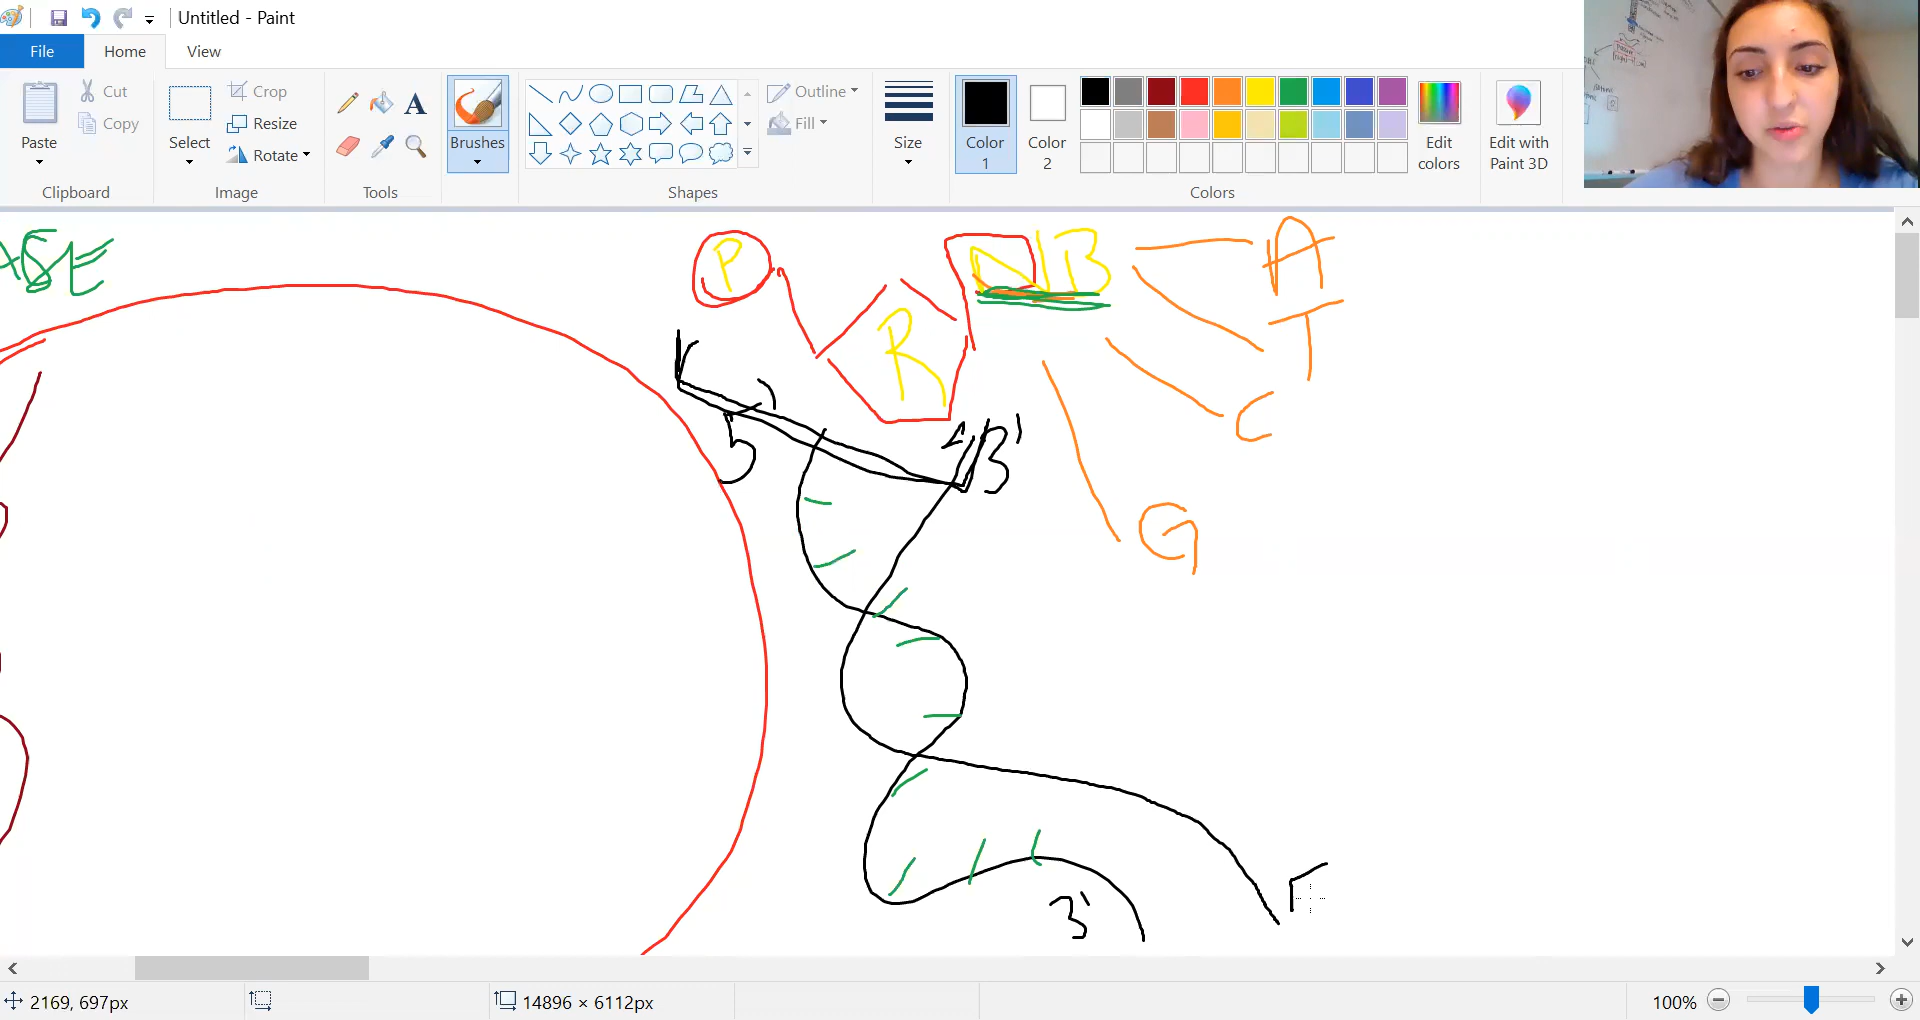 Untitled - Paint
File
Home
View
Paste
Cut
Copy
Clipboard
Select
Crop
Resize
Rotate
Image
Tools
Brushes
Shapes
Outline
Fill
Size
Color
1
Color
2
Colors
Edit
colors
Edit with
Paint 3D
ASE
P
R
NB
A
T
C
G
5'
3'
3'
2169, 697px
14896 × 6112px
100%